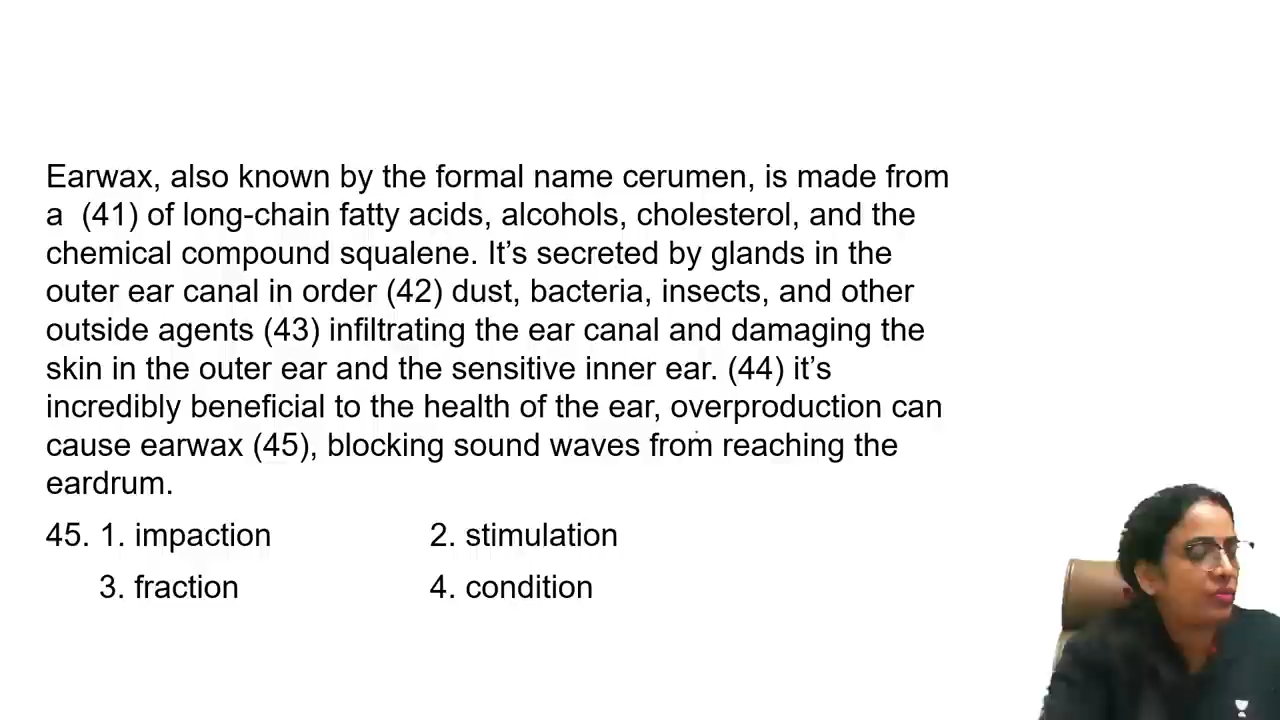 Earwax, also known by the formal name cerumen, is made from
a (41) of long-chain fatty acids, alcohols, cholesterol, and the
chemical compound squalene. It’s secreted by glands in the
outer ear canal in order (42) dust, bacteria, insects, and other
outside agents (43) infiltrating the ear canal and damaging the
skin in the outer ear and the sensitive inner ear. (44) it’s
incredibly beneficial to the health of the ear, overproduction can
cause earwax (45), blocking sound waves from reaching the
eardrum.
45. 1. impaction 2. stimulation
3. fraction 4. condition